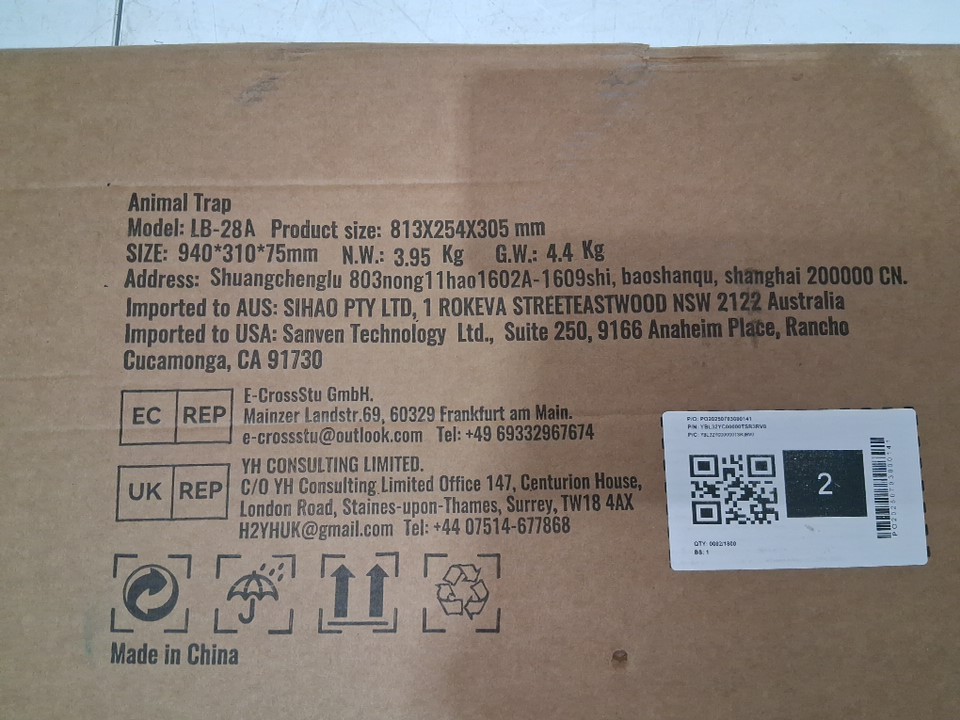 Animal Trap
Model: LB-28A Product size: 813X254X305 mm
SIZE: 940*310*75mm N.W.: 3.95 Kg G.W.: 4.4 Kg
Address: Shuangchenglu 803nong11hao1602A-1609shi, baoshanqu, shanghai 200000 CN.
Imported to AUS: SIHAO PTY LTD, 1 ROKEVA STREETEASTWOOD NSW 2122 Australia
Imported to USA: Sanven Technology Ltd., Suite 250, 9166 Anaheim Place, Rancho
Cucamonga, CA 91730
EC REP
E-CrossStu GmbH.
Mainzer Landstr.69, 60329 Frankfurt am Main.
e-crossstu@outlook.com Tel: +49 69332967674
UK REP
YH CONSULTING LIMITED.
C/O YH Consulting Limited Office 147, Centurion House,
London Road, Staines-upon-Thames, Surrey, TW18 4AX
H2YHUK@gmail.com Tel: +44 07514-677868
Made in China
P/O:
P/N:
P/C:
2
QTY: 0002/1500
BS: 1